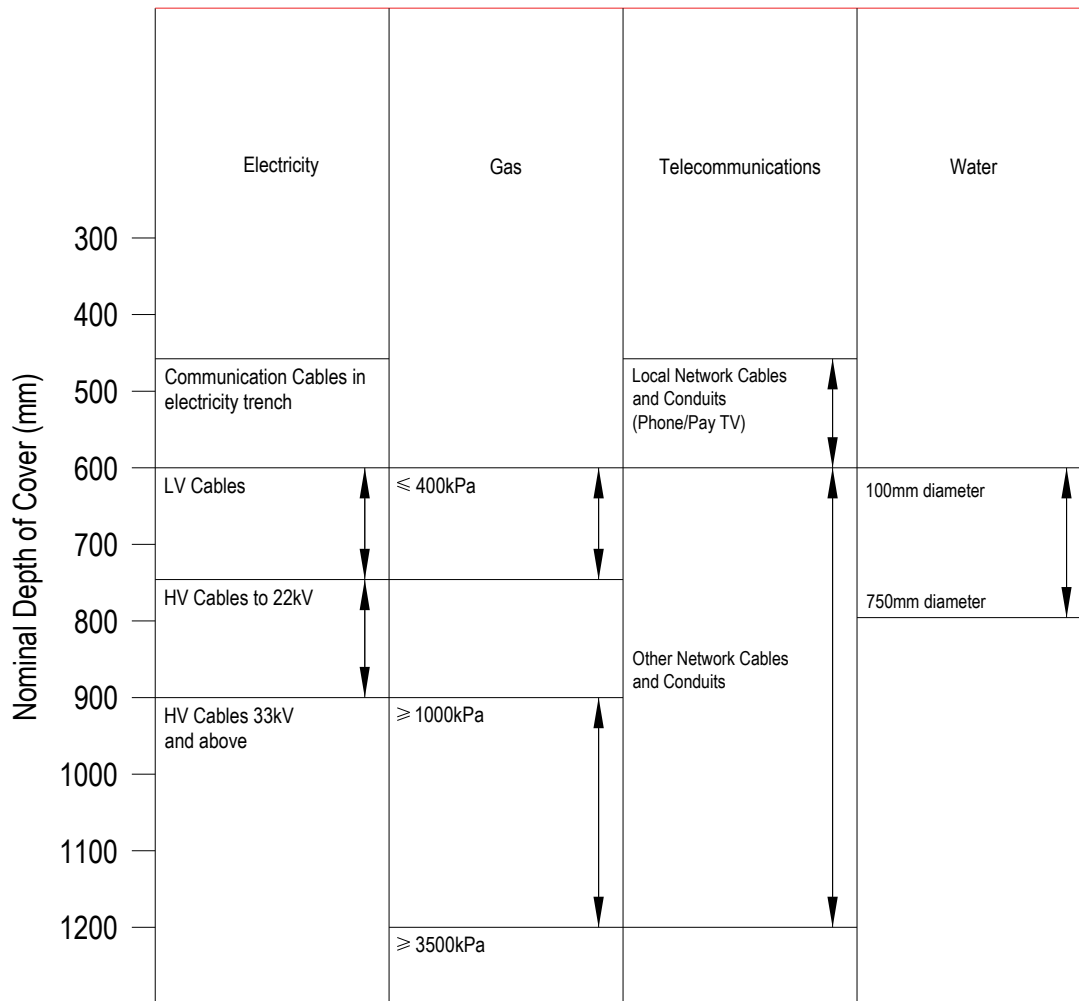 Electricity
Gas
Telecommunications
Water
Nominal Depth of Cover (mm)
300
400
500
600
700
800
900
1000
1100
1200
Communication Cables in
electricity trench
LV Cables
HV Cables to 22kV
HV Cables 33kV
and above
≤ 400kPa
≥ 1000kPa
≥ 3500kPa
Local Network Cables
and Conduits
(Phone/Pay TV)
Other Network Cables
and Conduits
100mm diameter
750mm diameter